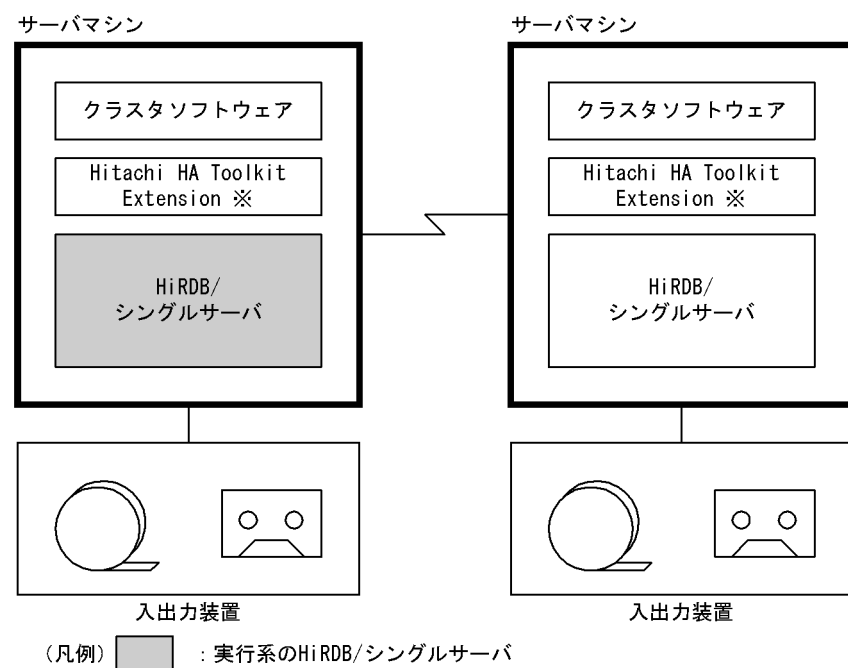 サーバマシン
サーバマシン
クラスタソフトウェア
クラスタソフトウェア
Hitachi HA Toolkit
Extension ※
Hitachi HA Toolkit
Extension ※
HiRDB/
シングルサーバ
HiRDB/
シングルサーバ
入出力装置
入出力装置
(凡例) :実行系のHiRDB/シングルサーバ